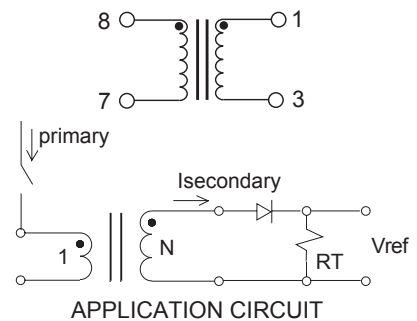 8 1
7 3
primary
Isecondary
1 N RT Vref
APPLICATION CIRCUIT